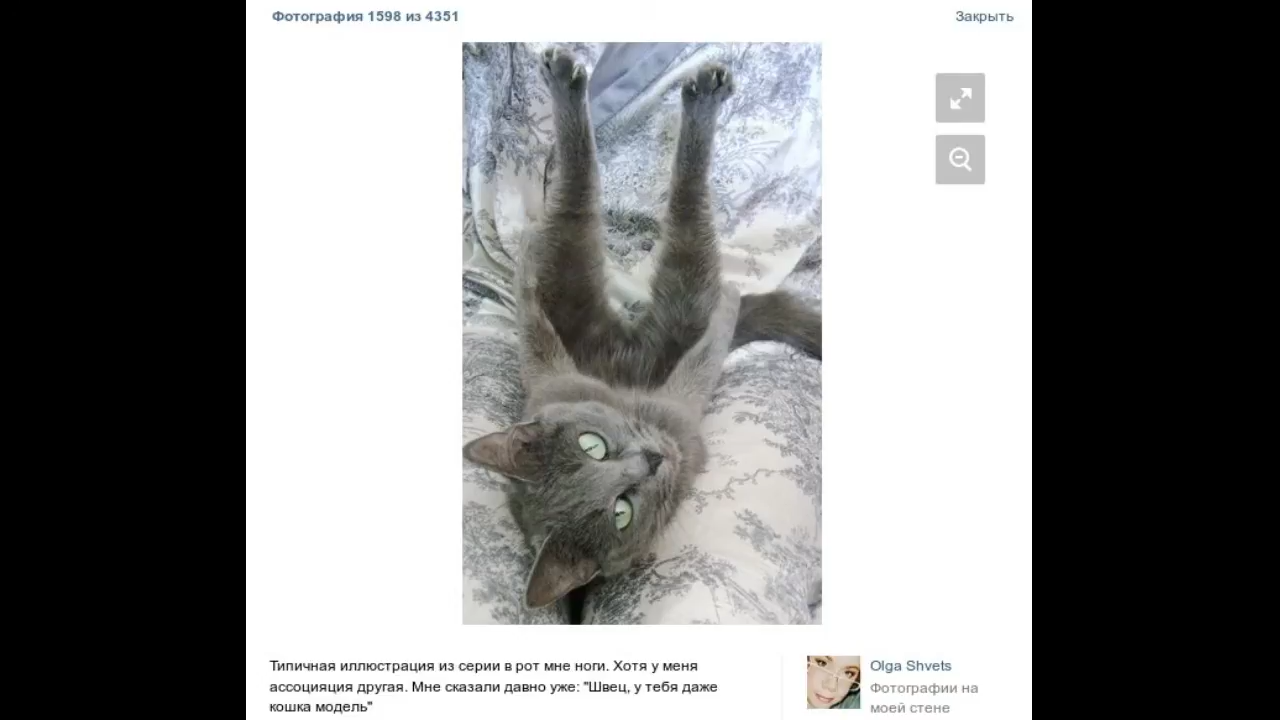 Фотография 1598 из 4351
Закрыть
Типичная иллюстрация из серии в рот мне ноги. Хотя у меня
ассоцияция другая. Мне сказали давно уже: "Швец, у тебя даже
кошка модель"
Olga Shvets
Фотографии на
моей стене